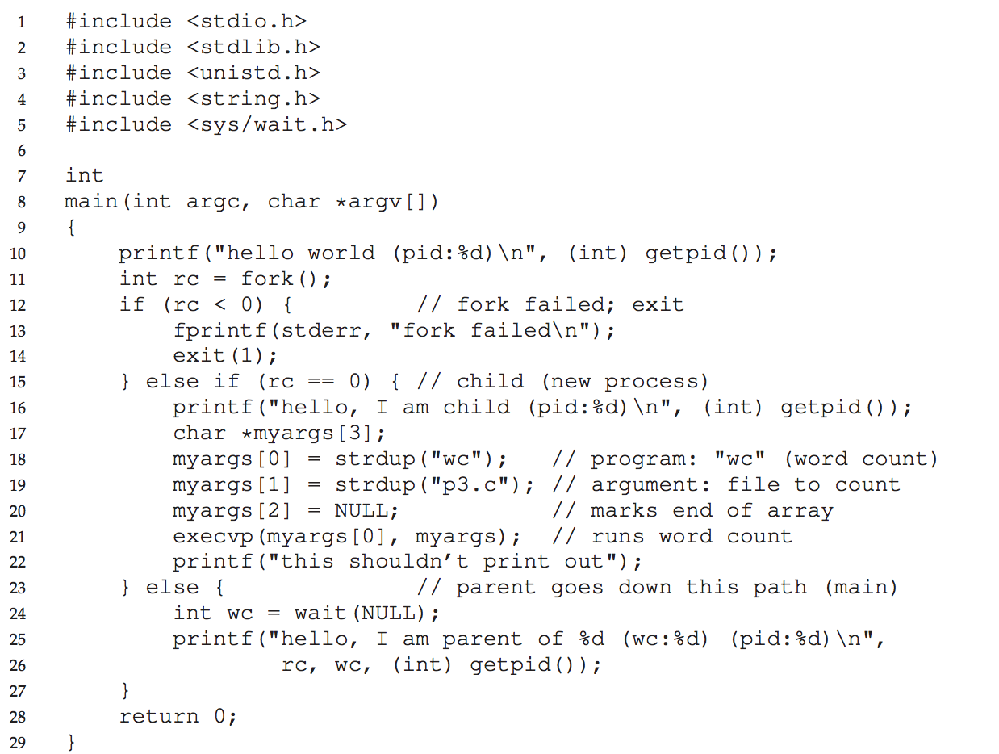 1 #include <stdio.h>
2 #include <stdlib.h>
3 #include <unistd.h>
4 #include <string.h>
5 #include <sys/wait.h>
6
7 int
8 main(int argc, char *argv[])
9 {
10     printf("hello world (pid:%d)\n", (int) getpid());
11     int rc = fork();
12     if (rc < 0) {         // fork failed; exit
13         fprintf(stderr, "fork failed\n");
14         exit(1);
15     } else if (rc == 0) { // child (new process)
16         printf("hello, I am child (pid:%d)\n", (int) getpid());
17         char *myargs[3];
18         myargs[0] = strdup("wc");   // program: "wc" (word count)
19         myargs[1] = strdup("p3.c"); // argument: file to count
20         myargs[2] = NULL;           // marks end of array
21         execvp(myargs[0], myargs);  // runs word count
22         printf("this shouldn’t print out");
23     } else {              // parent goes down this path (main)
24         int wc = wait(NULL);
25         printf("hello, I am parent of %d (wc:%d) (pid:%d)\n",
26                 rc, wc, (int) getpid());
27     }
28     return 0;
29 }